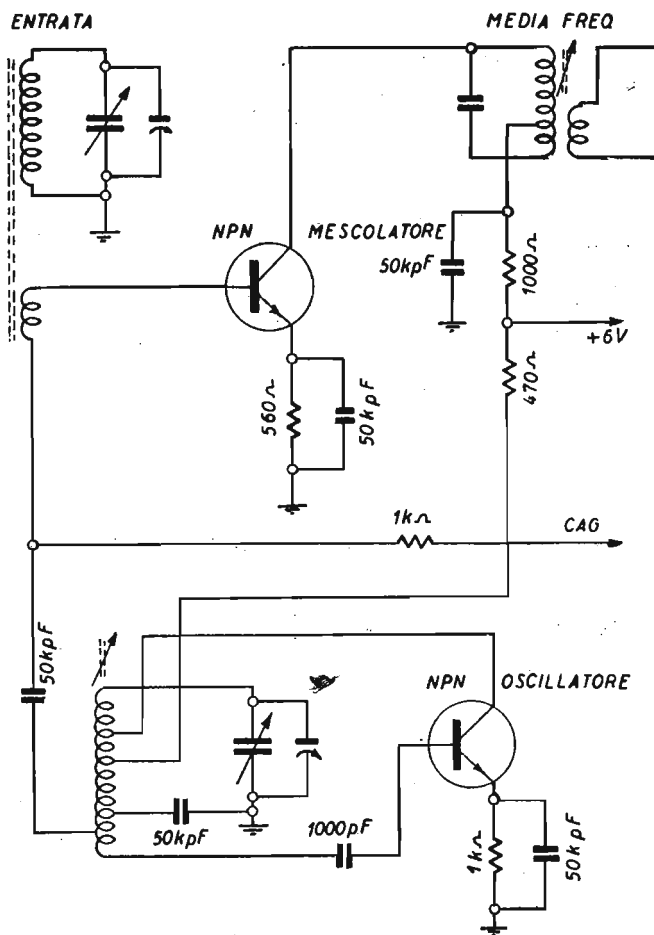 ENTRATA
MEDIA FREQ
NPN MESCOLATORE
50kpF
1000Ω
+6V
470Ω
560Ω
50kpF
1kΩ
CAG
50kpF
NPN OSCILLATORE
50kpF
1000pF
1kΩ
50kpF